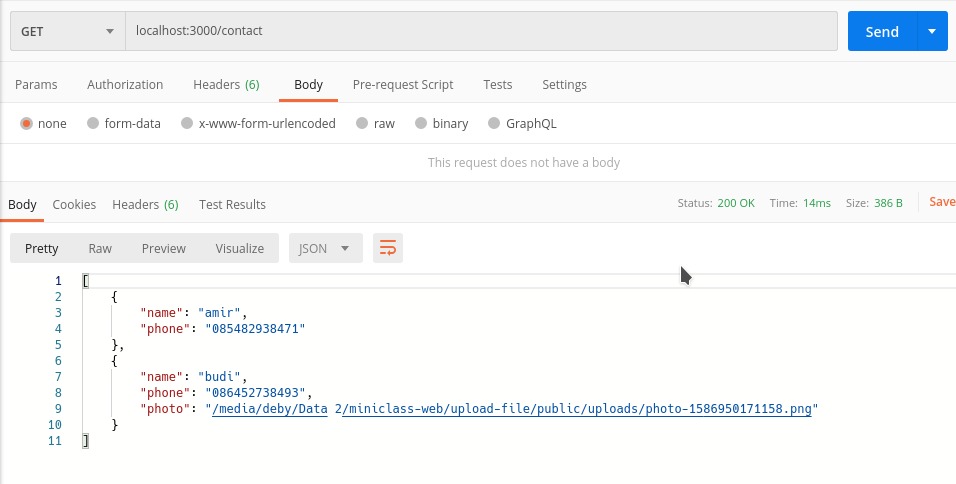 GET localhost:3000/contact Send
Params Authorization Headers (6) Body Pre-request Script Tests Settings
none form-data x-www-form-urlencoded raw binary GraphQL
This request does not have a body
Body Cookies Headers (6) Test Results Status: 200 OK Time: 14ms Size: 386 B Save
Pretty Raw Preview Visualize JSON
1 [
2 {
3 "name": "amir",
4 "phone": "085482938471"
5 },
6 {
7 "name": "budi",
8 "phone": "086452738493",
9 "photo": "/media/deby/Data 2/miniclass-web/upload-file/public/uploads/photo-1586950171158.png"
10 }
11 ]